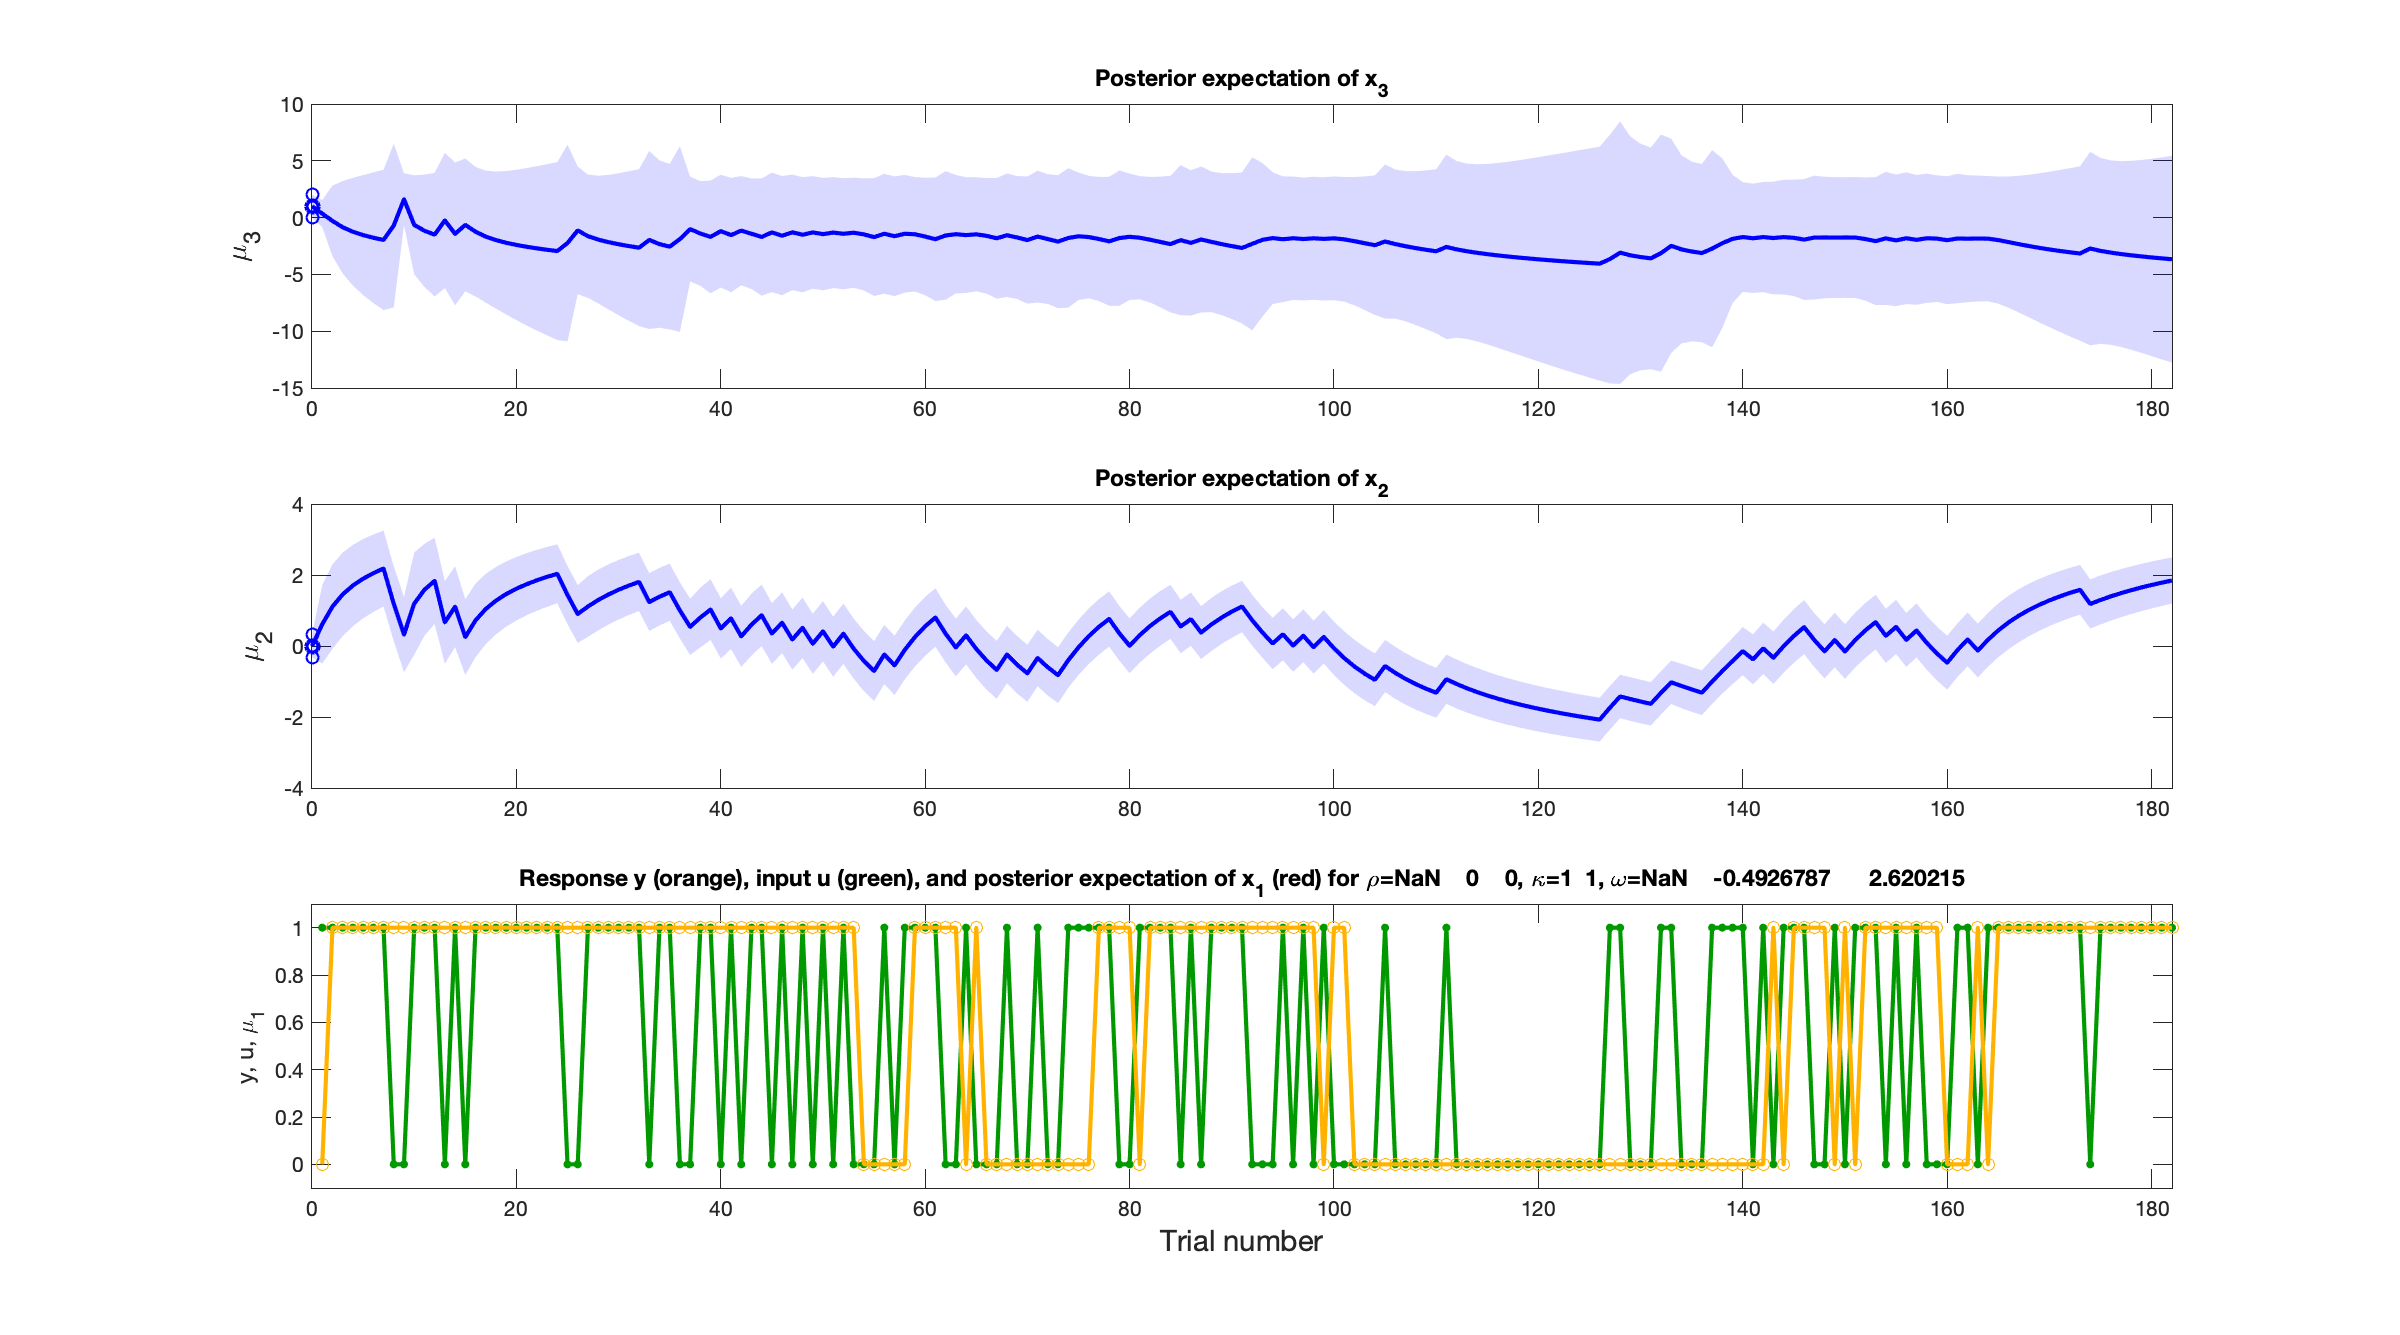 Posterior expectation of x3
10
5
0
-5
-10
-15
μ3
0 20 40 60 80 100 120 140 160 180
Posterior expectation of x2
4
2
0
-2
-4
μ2
0 20 40 60 80 100 120 140 160 180
Response y (orange), input u (green), and posterior expectation of x1 (red) for ρ=NaN 0 0, κ=1 1, ω=NaN -0.4926787 2.620215
1
0.8
0.6
0.4
0.2
0
y, u, μ1
0 20 40 60 80 100 120 140 160 180
Trial number